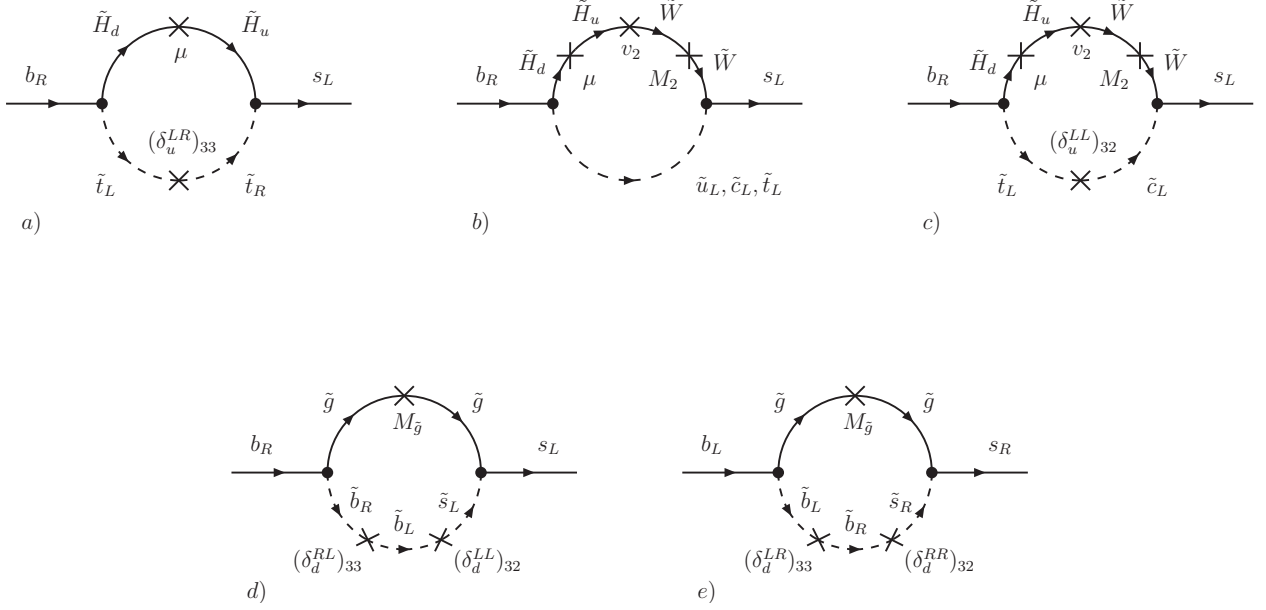 H̃_d H̃_u H̃_u W̃ H̃_u W̃
μ v_2 v_2
H̃_d W̃ H̃_d W̃
b_R s_L b_R μ M_2 s_L b_R μ M_2 s_L
(δ_u^{LR})_{33} (δ_u^{LL})_{32}
t̃_L t̃_R ũ_L, c̃_L, t̃_L t̃_L c̃_L
a) b) c)
g̃ g̃ g̃ g̃
M_{g̃} M_{g̃}
b_R s_L b_L s_R
b̃_R s̃_L b̃_L s̃_R
b̃_L b̃_R
(δ_d^{RL})_{33} (δ_d^{LL})_{32} (δ_d^{LR})_{33} (δ_d^{RR})_{32}
d) e)